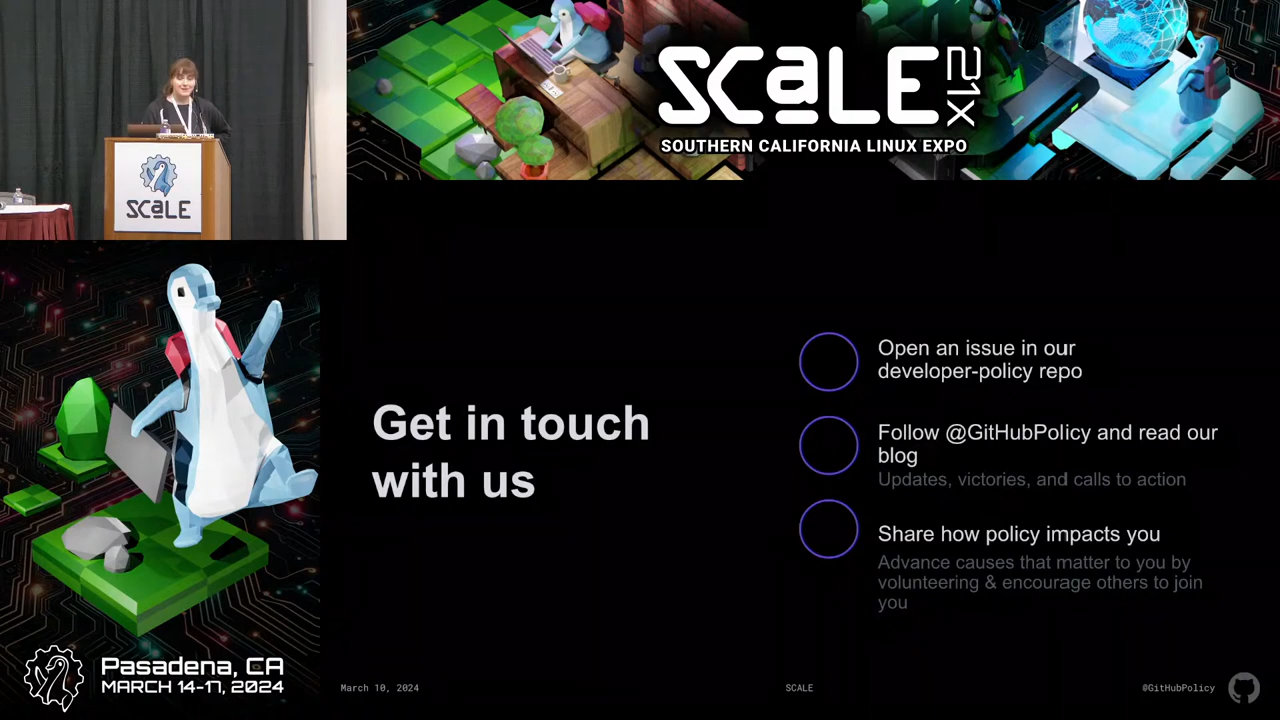 SCaLE 21x
SOUTHERN CALIFORNIA LINUX EXPO
SCaLE
Get in touch
with us
Open an issue in our
developer-policy repo
Follow @GitHubPolicy and read our
blog
Updates, victories, and calls to action
Share how policy impacts you
Advance causes that matter to you by
volunteering & encourage others to join
you
Pasadena, CA
MARCH 14-17, 2024
March 10, 2024
SCALE
@GitHubPolicy